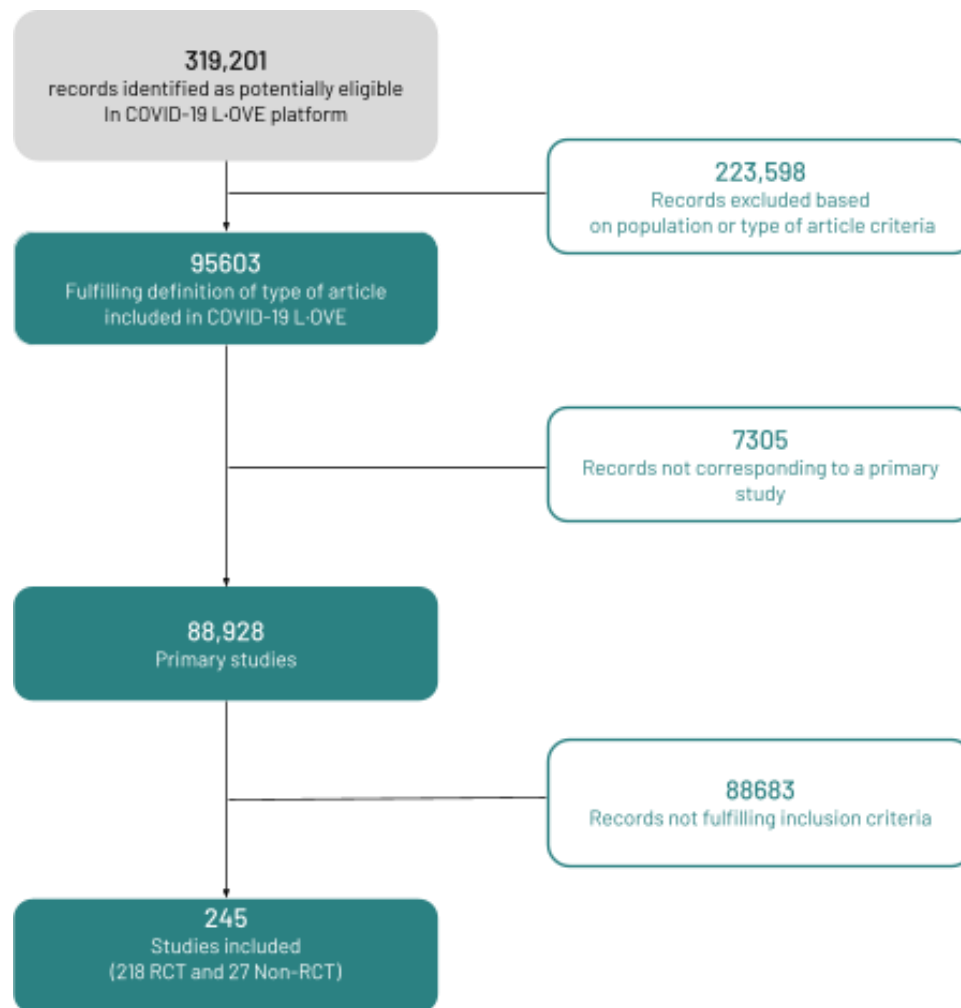 319,201
records identified as potentially eligible
In COVID-19 L·OVE platform
223,598
Records excluded based
on population or type of article criteria
95603
Fulfilling definition of type of article
included in COVID-19 L·OVE
7305
Records not corresponding to a primary
study
88,928
Primary studies
88683
Records not fulfilling inclusion criteria
245
Studies included
(218 RCT and 27 Non-RCT)